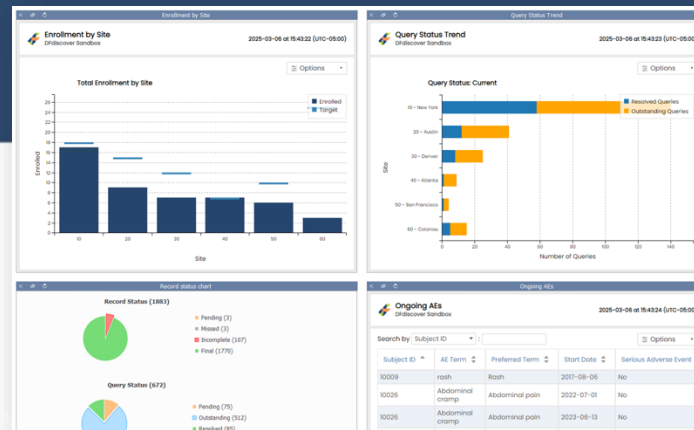 Enrollment by Site
Enrollment by Site
DFdiscover Sandbox
2025-03-06 at 15:43:22 (UTC-05:00)
Options
Total Enrollment by Site
Enrolled
Target
26
24
22
20
18
16
14
12
10
8
6
4
2
0
Enrolled
10 20 30 40 50 60
Site
Query Status Trend
Query Status Trend
DFdiscover Sandbox
2025-03-06 at 15:43:23 (UTC-05:00)
Options
Query Status: Current
Resolved Queries
Outstanding Queries
10 - New York
20 - Austin
30 - Denver
40 - Atlanta
50 - San Francisco
60 - Columbia
Site
0 20 40 60 80 100 120 140
Number of Queries
Record status chart
Record Status (1883)
Pending (3)
Missed (3)
Incomplete (107)
Final (1770)
Query Status (672)
Pending (75)
Outstanding (512)
Resolved (85)
Ongoing AEs
Ongoing AEs
DFdiscover Sandbox
2025-03-06 at 15:43:24 (UTC-05:00)
Search by Subject ID :
Options
Subject ID AE Term Preferred Term Start Date Serious Adverse Event
10009 rash Rash 2017-08-06 No
10026 Abdominal cramp Abdominal pain 2022-07-01 No
10026 Abdominal cramp Abdominal pain 2023-06-13 No